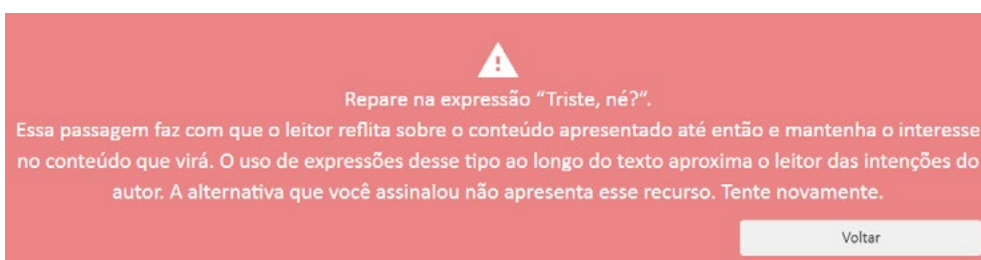 Repare na expressão “Triste, né?“.
Essa passagem faz com que o leitor reflita sobre o conteúdo apresentado até então e mantenha o interesse
no conteúdo que virá. O uso de expressões desse tipo ao longo do texto aproxima o leitor das intenções do
autor. A alternativa que você assinalou não apresenta esse recurso. Tente novamente.
Voltar